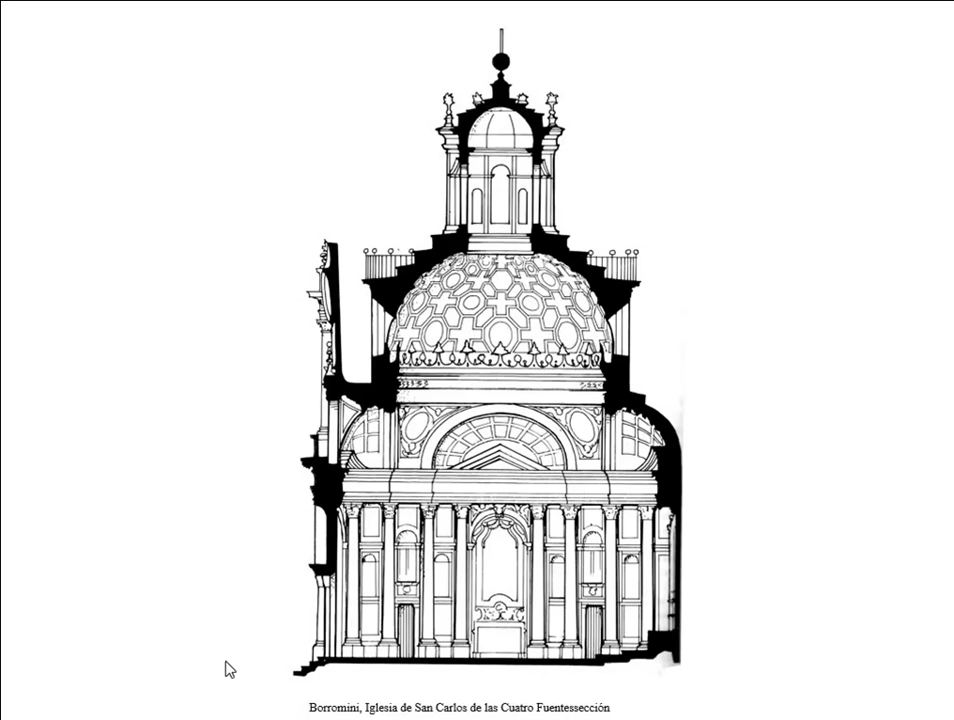 Borromini, Iglesia de San Carlos de las Cuatro Fuentessección